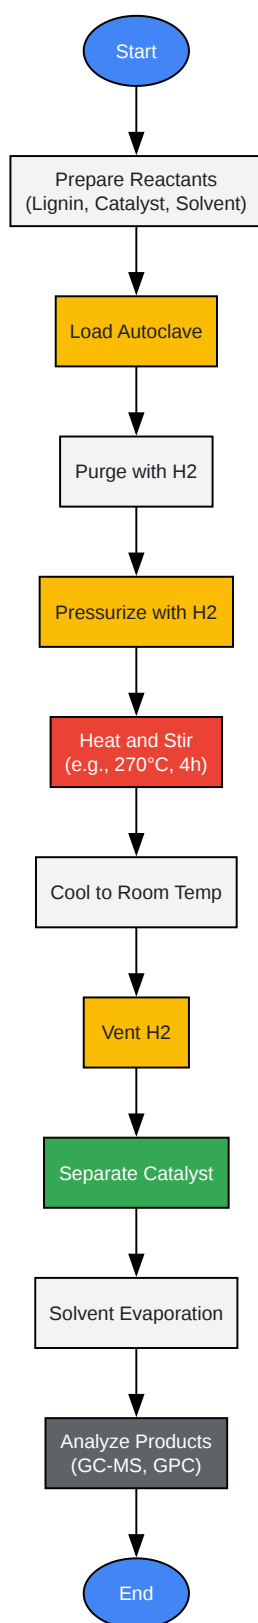 Start
Prepare Reactants
(Lignin, Catalyst, Solvent)
Load Autoclave
Purge with H2
Pressurize with H2
Heat and Stir
(e.g., 270°C, 4h)
Cool to Room Temp
Vent H2
Separate Catalyst
Solvent Evaporation
Analyze Products
(GC-MS, GPC)
End